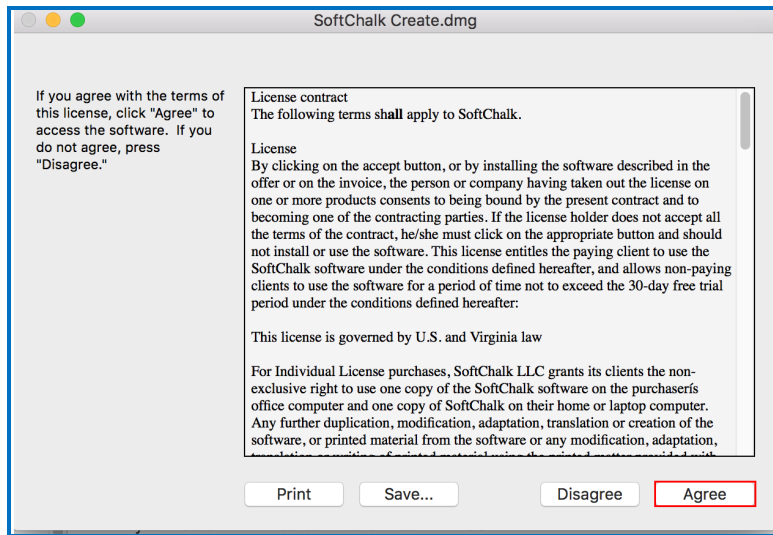 SoftChalk Create.dmg
If you agree with the terms of
this license, click "Agree" to
access the software. If you
do not agree, press
"Disagree."
License contract
The following terms shall apply to SoftChalk.
License
By clicking on the accept button, or by installing the software described in the
offer or on the invoice, the person or company having taken out the license on
one or more products consents to being bound by the present contract and to
becoming one of the contracting parties. If the license holder does not accept all
the terms of the contract, he/she must click on the appropriate button and should
not install or use the software. This license entitles the paying client to use the
SoftChalk software under the conditions defined hereafter, and allows non-paying
clients to use the software for a period of time not to exceed the 30-day free trial
period under the conditions defined hereafter:
This license is governed by U.S. and Virginia law
For Individual License purchases, SoftChalk LLC grants its clients the non-
exclusive right to use one copy of the SoftChalk software on the purchaserís
office computer and one copy of SoftChalk on their home or laptop computer.
Any further duplication, modification, adaptation, translation or creation of the
software, or printed material from the software or any modification, adaptation,
Print Save... Disagree Agree